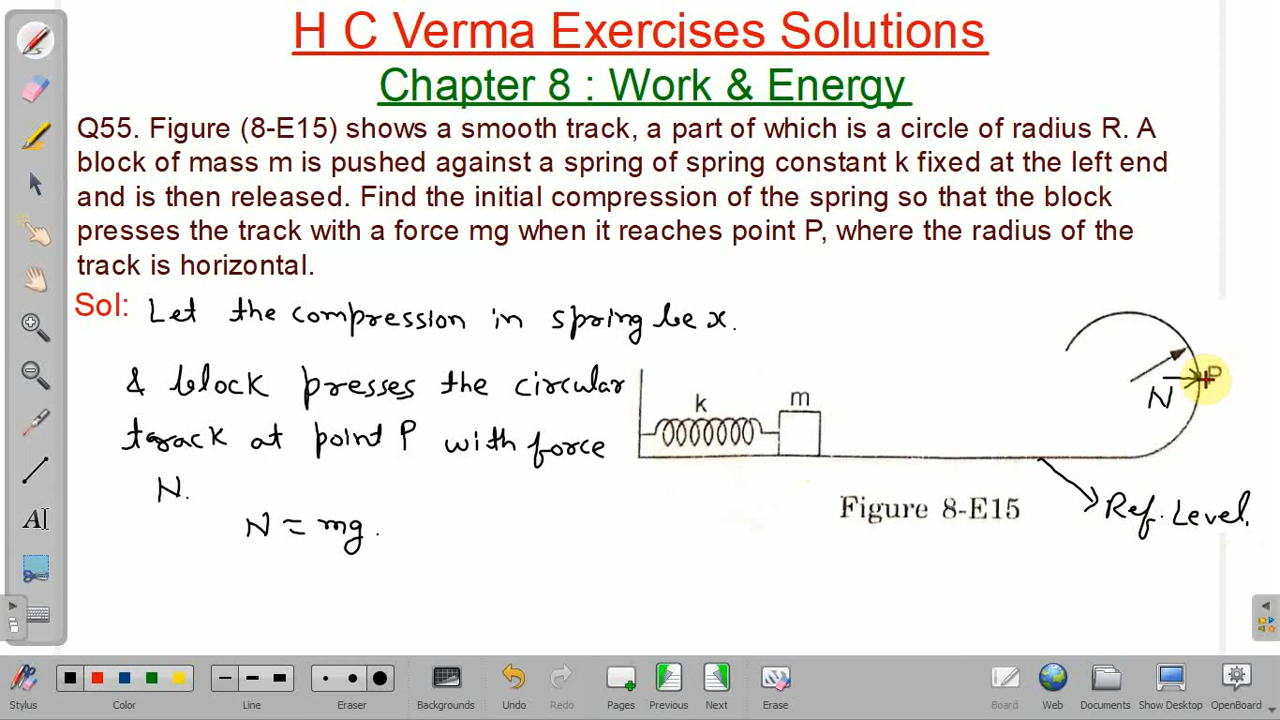 H C Verma Exercises Solutions
Chapter 8 : Work & Energy
Q55. Figure (8-E15) shows a smooth track, a part of which is a circle of radius R. A
block of mass m is pushed against a spring of spring constant k fixed at the left end
and is then released. Find the initial compression of the spring so that the block
presses the track with a force mg when it reaches point P, where the radius of the
track is horizontal.
Sol: Let the compression in spring be x.
& block presses the circular
track at point P with force
N.
N = mg.
k
m
P
N
Figure 8-E15
Ref. Level.
Stylus
Color
Line
Eraser
Backgrounds
Undo
Redo
Pages
Previous
Next
Erase
Board
Web
Documents
Show Desktop
OpenBoard